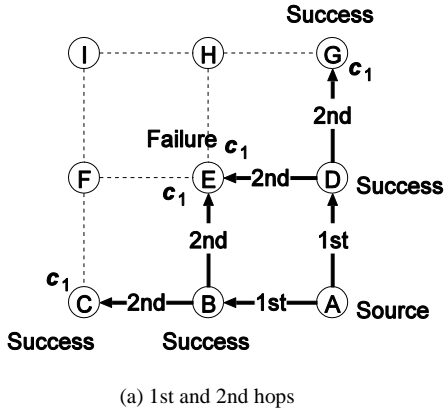 Success
I
H
G
c1
2nd
Failure
c1
F
c1
E
2nd
D
Success
2nd
1st
c1
C
2nd
B
1st
A
Source
Success
Success
(a) 1st and 2nd hops